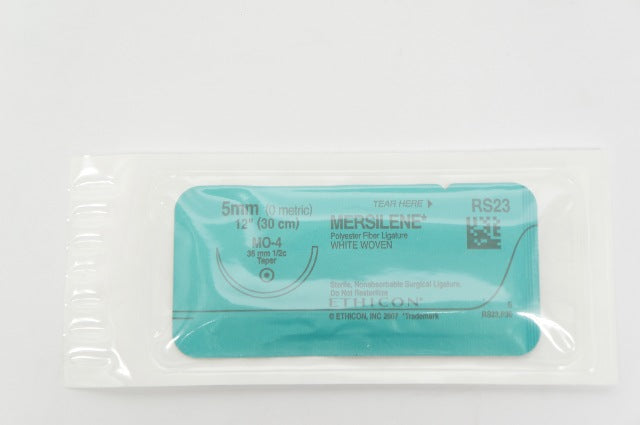 5mm (0 metric)
12" (30 cm)
MO-4
35 mm 1/2c
Taper
TEAR HERE
MERSILENE*
Polyester Fiber Ligature
WHITE WOVEN
RS23
Sterile, Nonabsorbable Surgical Ligature.
Do Not Resterilize
ETHICON*
© ETHICON, INC 2007 *Trademark